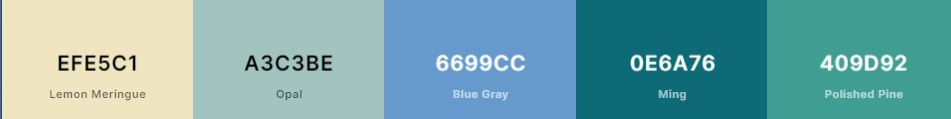 EFE5C1
Lemon Meringue
A3C3BE
Opal
6699CC
Blue Gray
0E6A76
Ming
409D92
Polished Pine